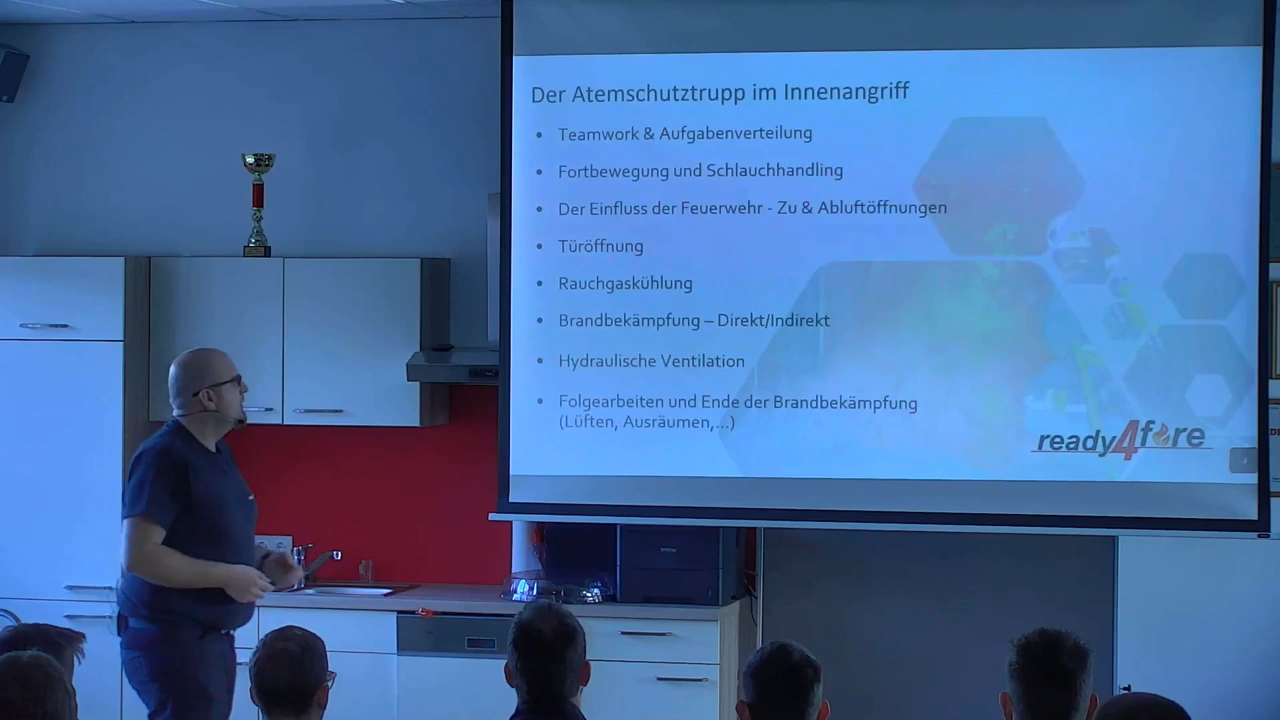 Der Atemschutztrupp im Innenangriff
• Teamwork & Aufgabenverteilung
• Fortbewegung und Schlauchhandling
• Der Einfluss der Feuerwehr - Zu & Abluftöffnungen
• Türöffnung
• Rauchgaskühlung
• Brandbekämpfung – Direkt/Indirekt
• Hydraulische Ventilation
• Folgearbeiten und Ende der Brandbekämpfung
(Lüften, Ausräumen,...)
ready4fire